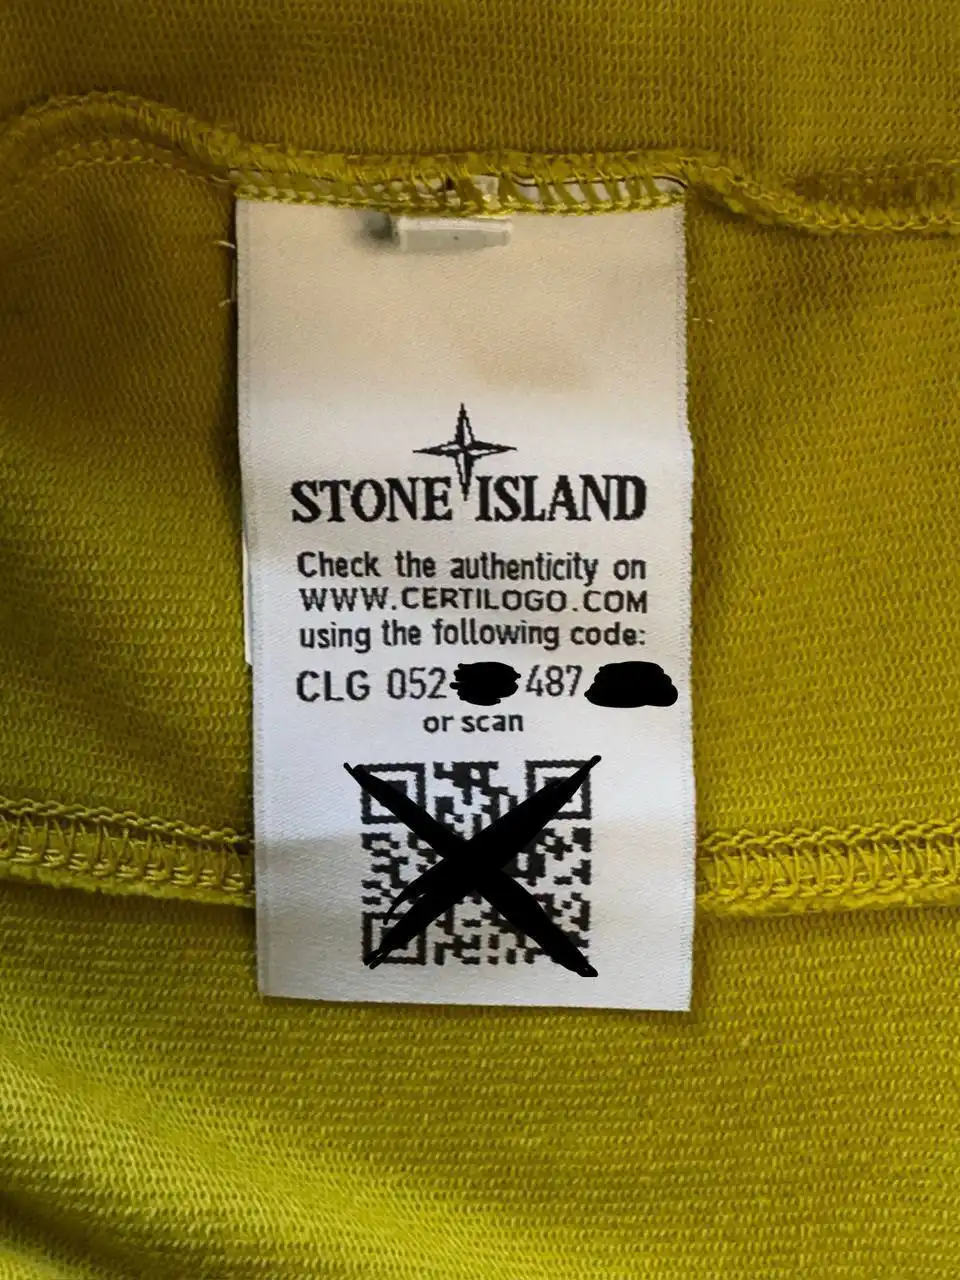 STONE ISLAND
Check the authenticity on
WWW.CERTILOGO.COM
using the following code:
CLG 052 487
or scan